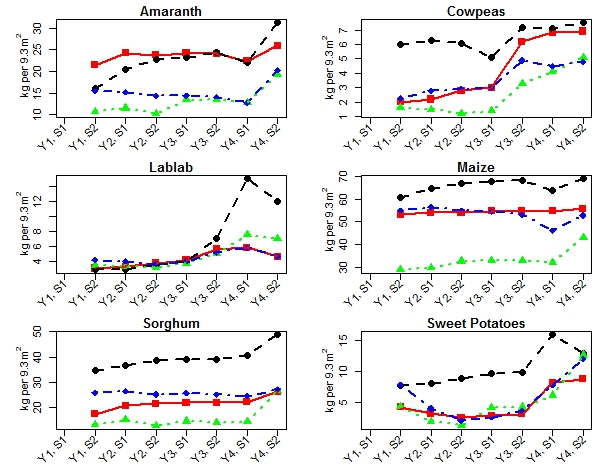 Amaranth
kg per 9.3 m²
10 15 20 25 30
Y1. S1 Y1. S2 Y2. S1 Y2. S2 Y3. S1 Y3. S2 Y4. S1 Y4. S2
Cowpeas
kg per 9.3 m²
1 2 3 4 5 6 7
Y1. S1 Y1. S2 Y2. S1 Y2. S2 Y3. S1 Y3. S2 Y4. S1 Y4. S2
Lablab
kg per 9.3 m²
4 6 8 12
Y1. S1 Y1. S2 Y2. S1 Y2. S2 Y3. S1 Y3. S2 Y4. S1 Y4. S2
Maize
kg per 9.3 m²
30 40 50 60 70
Y1. S1 Y1. S2 Y2. S1 Y2. S2 Y3. S1 Y3. S2 Y4. S1 Y4. S2
Sorghum
kg per 9.3 m²
20 30 40 50
Y1. S1 Y1. S2 Y2. S1 Y2. S2 Y3. S1 Y3. S2 Y4. S1 Y4. S2
Sweet Potatoes
kg per 9.3 m²
5 10 15
Y1. S1 Y1. S2 Y2. S1 Y2. S2 Y3. S1 Y3. S2 Y4. S1 Y4. S2